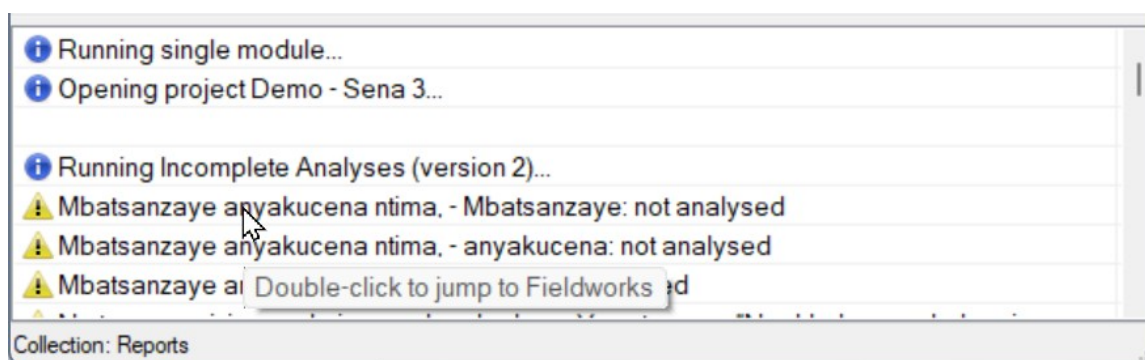 Running single module...
Opening project Demo - Sena 3...
Running Incomplete Analyses (version 2)...
Mbatsanzaye anyakucena ntima, - Mbatsanzaye: not analysed
Mbatsanzaye anyakucena ntima, - anyakucena: not analysed
Mbatsanzaye
Double-click to jump to Fieldworks
Collection: Reports